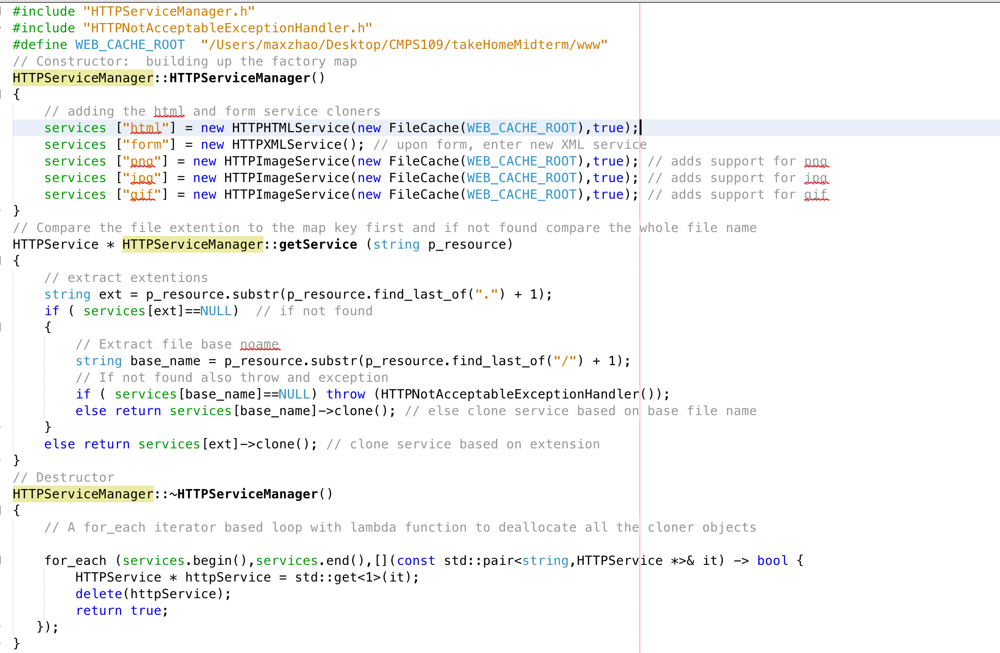 #include "HTTPServiceManager.h"
#include "HTTPNotAcceptableExceptionHandler.h"
#define WEB_CACHE_ROOT  "/Users/maxzhao/Desktop/CMPS109/takeHomeMidterm/www"
// Constructor:  building up the factory map
HTTPServiceManager::HTTPServiceManager()
{
    // adding the html and form service cloners
    services ["html"] = new HTTPHTMLService(new FileCache(WEB_CACHE_ROOT),true);
    services ["form"] = new HTTPXMLService(); // upon form, enter new XML service
    services ["png"] = new HTTPImageService(new FileCache(WEB_CACHE_ROOT),true); // adds support for png
    services ["jpg"] = new HTTPImageService(new FileCache(WEB_CACHE_ROOT),true); // adds support for jpg
    services ["gif"] = new HTTPImageService(new FileCache(WEB_CACHE_ROOT),true); // adds support for gif
}
// Compare the file extention to the map key first and if not found compare the whole file name
HTTPService * HTTPServiceManager::getService (string p_resource)
{
    // extract extentions
    string ext = p_resource.substr(p_resource.find_last_of(".") + 1);
    if ( services[ext]==NULL)  // if not found
    {
        // Extract file base noame
        string base_name = p_resource.substr(p_resource.find_last_of("/") + 1);
        // If not found also throw and exception
        if ( services[base_name]==NULL) throw (HTTPNotAcceptableExceptionHandler());
        else return services[base_name]->clone(); // else clone service based on base file name
    }
    else return services[ext]->clone(); // clone service based on extension
}
// Destructor
HTTPServiceManager::~HTTPServiceManager()
{
    // A for_each iterator based loop with lambda function to deallocate all the cloner objects

    for_each (services.begin(),services.end(),[](const std::pair<string,HTTPService *>& it) -> bool {
        HTTPService * httpService = std::get<1>(it);
        delete(httpService);
        return true;
   });
}